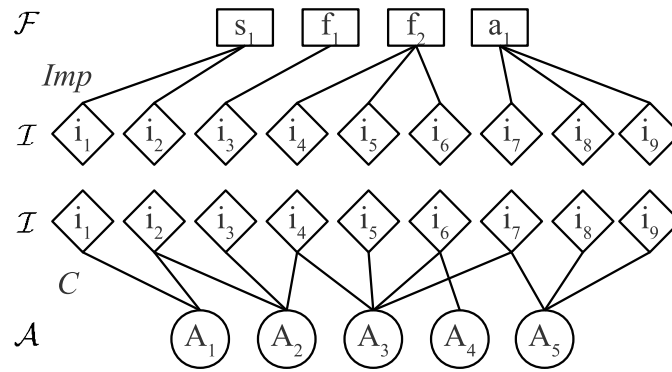 ℱ s₁ f₁ f₂ a₁
Imp
ℐ i₁ i₂ i₃ i₄ i₅ i₆ i₇ i₈ i₉
ℐ i₁ i₂ i₃ i₄ i₅ i₆ i₇ i₈ i₉
C
𝒜 A₁ A₂ A₃ A₄ A₅